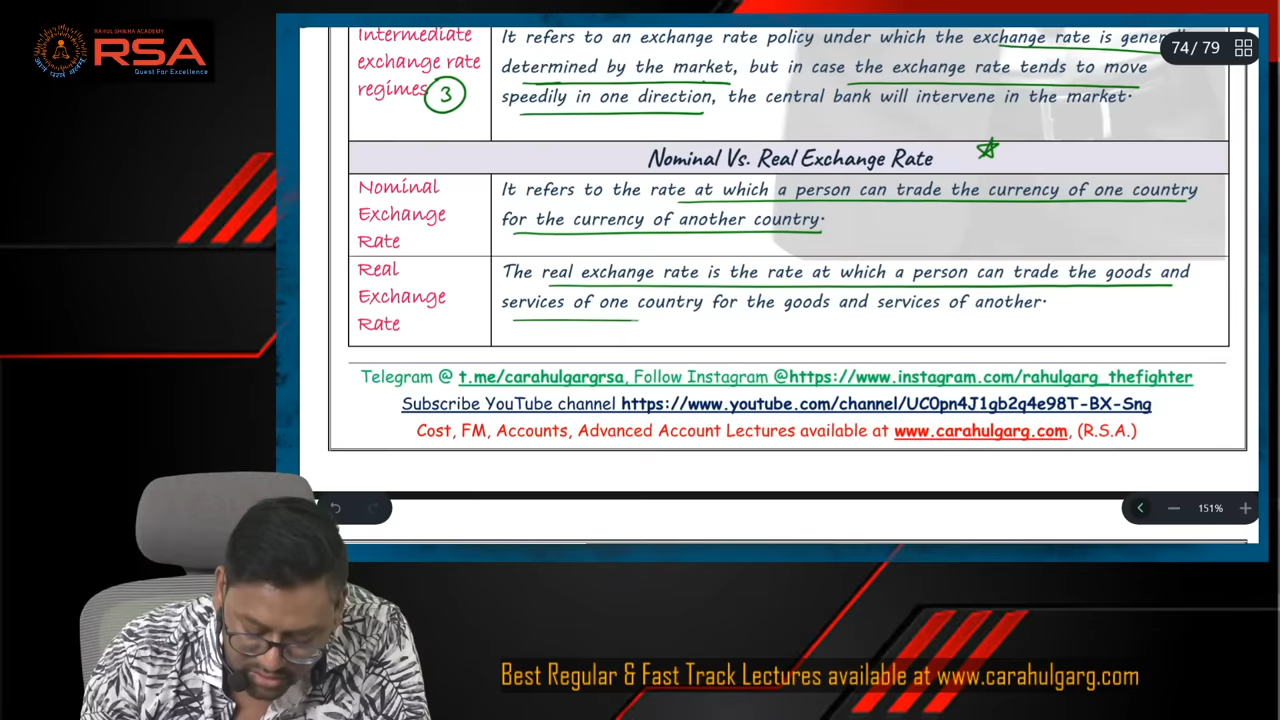 RAHUL SHIKHA ACADEMY
RSA
Quest For Excellence
Intermediate
exchange rate
regimes
3
It refers to an exchange rate policy under which the exchange rate is
determined by the market, but in case the exchange rate tends to move
speedily in one direction, the central bank will intervene in the market.
74 / 79
Nominal Vs. Real Exchange Rate
Nominal
Exchange
Rate
It refers to the rate at which a person can trade the currency of one country
for the currency of another country.
Real
Exchange
Rate
The real exchange rate is the rate at which a person can trade the goods and
services of one country for the goods and services of another.
Telegram @ t.me/carahulgargrsa, Follow Instagram @https://www.instagram.com/rahulgarg_thefighter
Subscribe YouTube channel https://www.youtube.com/channel/UC0pn4J1gb2q4e98T-BX-Sng
Cost, FM, Accounts, Advanced Account Lectures available at www.carahulgarg.com, (R.S.A.)
151%
Best Regular & Fast Track Lectures available at www.carahulgarg.com